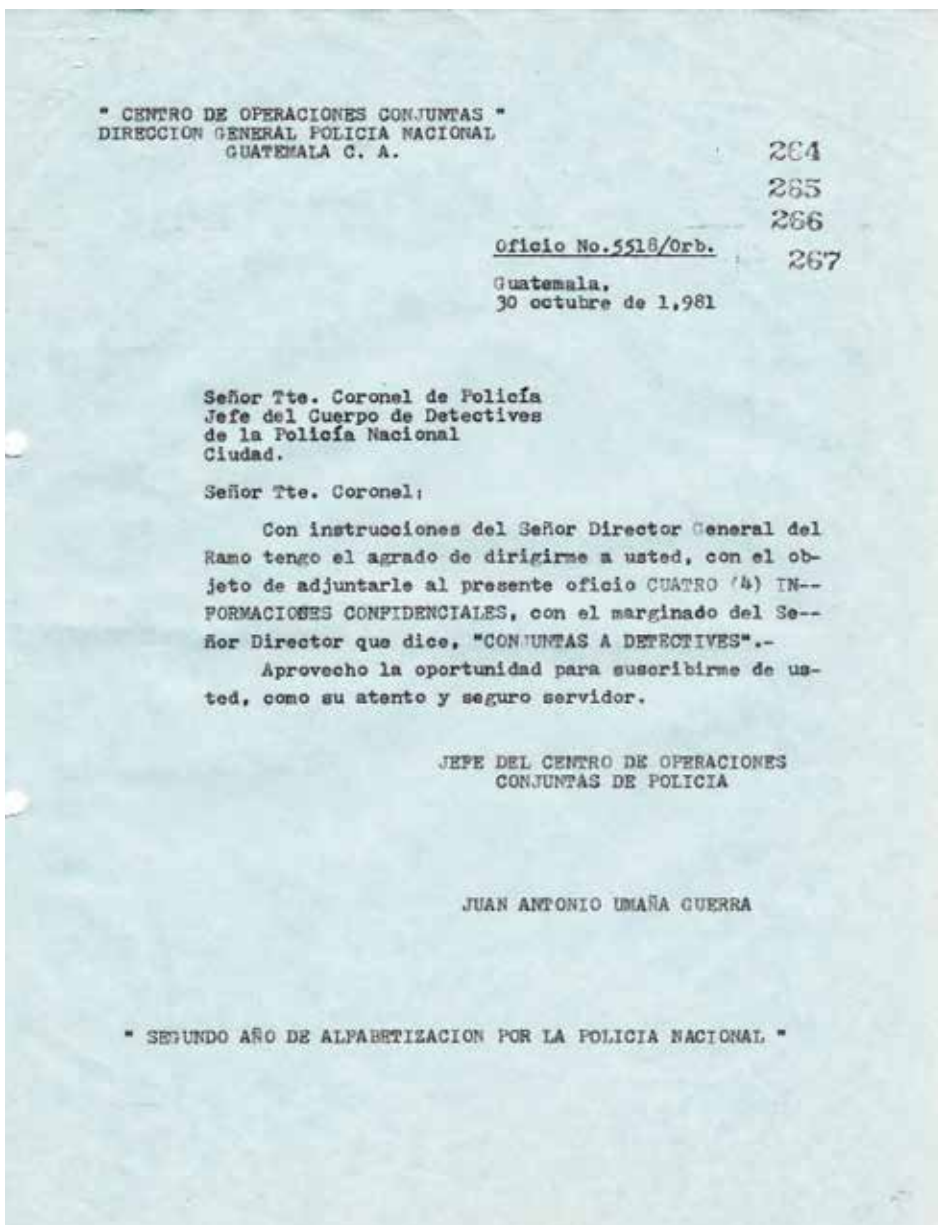 " CENTRO DE OPERACIONES CONJUNTAS "
DIRECCION GENERAL POLICIA NACIONAL
GUATEMALA C. A.
264
265
266
Oficio No.5518/Orb.
267
Guatemala,
30 octubre de 1,981
Señor Tte. Coronel de Policía
Jefe del Cuerpo de Detectives
de la Policía Nacional
Ciudad.
Señor Tte. Coronel:
Con instrucciones del Señor Director General del
Ramo tengo el agrado de dirigirme a usted, con el ob-
jeto de adjuntarle al presente oficio CUATRO (4) IN--
FORMACIONES CONFIDENCIALES, con el marginado del Se--
ñor Director que dice, "CONJUNTAS A DETECTIVES".-
Aprovecho la oportunidad para suscribirme de us-
ted, como su atento y seguro servidor.
JEFE DEL CENTRO DE OPERACIONES
CONJUNTAS DE POLICIA
JUAN ANTONIO UMAÑA GUERRA
" SEGUNDO AÑO DE ALFABETIZACION POR LA POLICIA NACIONAL "